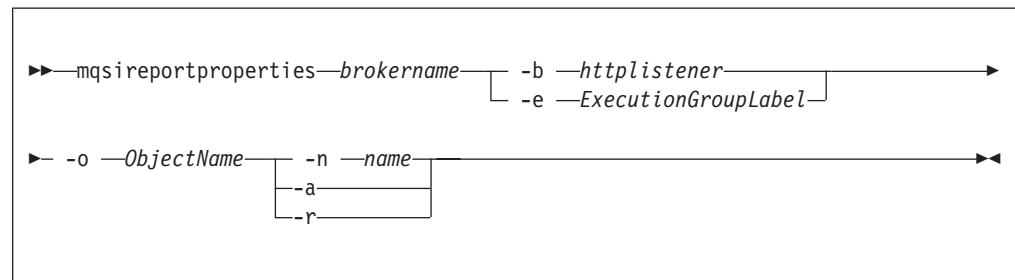 mqsireportproperties brokername -b httplistener
-e ExecutionGroupLabel
-o ObjectName -n name
-a
-r